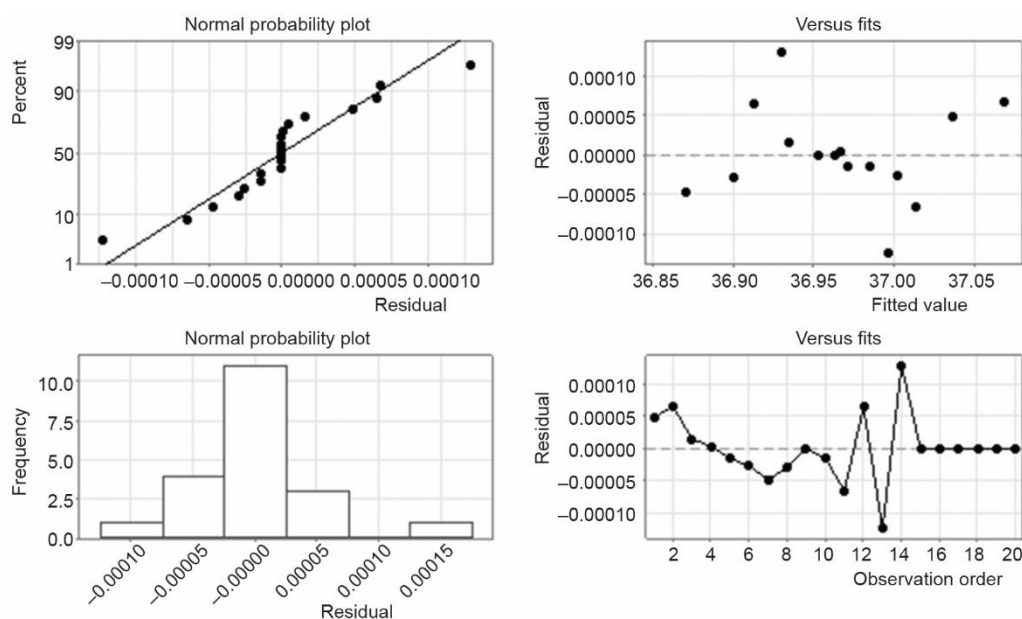 Normal probability plot
Percent
99
90
50
10
1
−0.00010 −0.00005 0.00000 0.00005 0.00010
Residual
Versus fits
Residual
0.00010
0.00005
0.00000
−0.00005
−0.00010
36.85 36.90 36.95 37.00 37.05
Fitted value
Normal probability plot
Frequency
10.0
7.5
5.0
2.5
0.0
−0.00010 −0.00005 −0.00000 0.00005 0.00010 0.00015
Residual
Versus fits
Residual
0.00010
0.00005
0.00000
−0.00005
−0.00010
2 4 6 8 10 12 14 16 18 20
Observation order